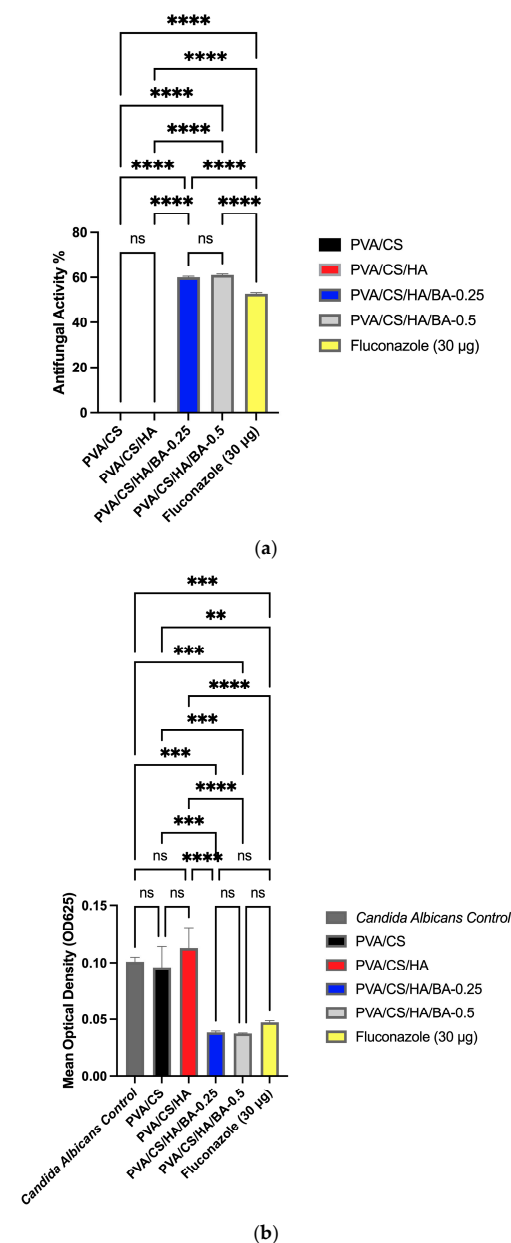 ****
****
****
****
**** ****
**** ****
ns ns
80
60
40
20
0
Antifungal Activity %
PVA/CS
PVA/CS/HA
PVA/CS/HA/BA-0.25
PVA/CS/HA/BA-0.5
Fluconazole (30 µg)
PVA/CS
PVA/CS/HA
PVA/CS/HA/BA-0.25
PVA/CS/HA/BA-0.5
Fluconazole (30 µg)
(a)
***
**
***
****
***
***
****
***
ns **** ns
ns ns ns ns
0.15
0.10
0.05
0.00
Mean Optical Density (OD625)
Candida Albicans Control
PVA/CS
PVA/CS/HA
PVA/CS/HA/BA-0.25
PVA/CS/HA/BA-0.5
Fluconazole (30 µg)
Candida Albicans Control
PVA/CS
PVA/CS/HA
PVA/CS/HA/BA-0.25
PVA/CS/HA/BA-0.5
Fluconazole (30 µg)
(b)